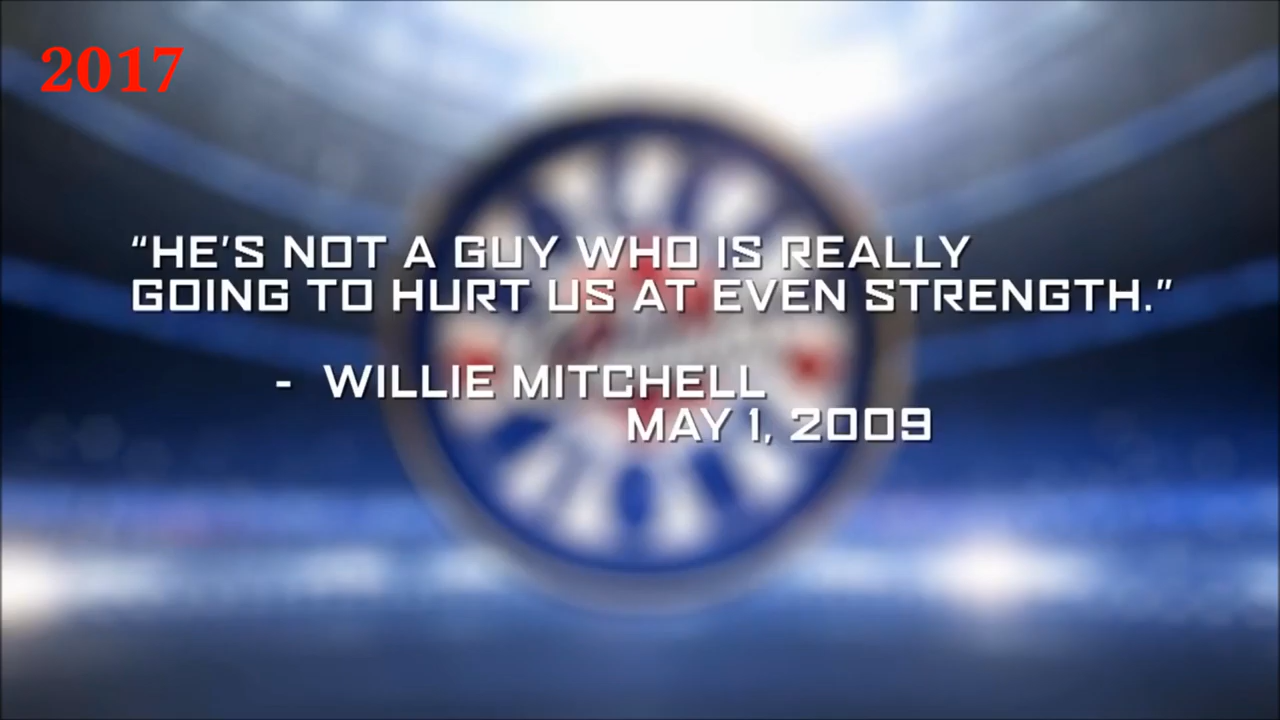 2017
“HE’S NOT A GUY WHO IS REALLY
GOING TO HURT US AT EVEN STRENGTH.”
- WILLIE MITCHELL
MAY 1, 2009